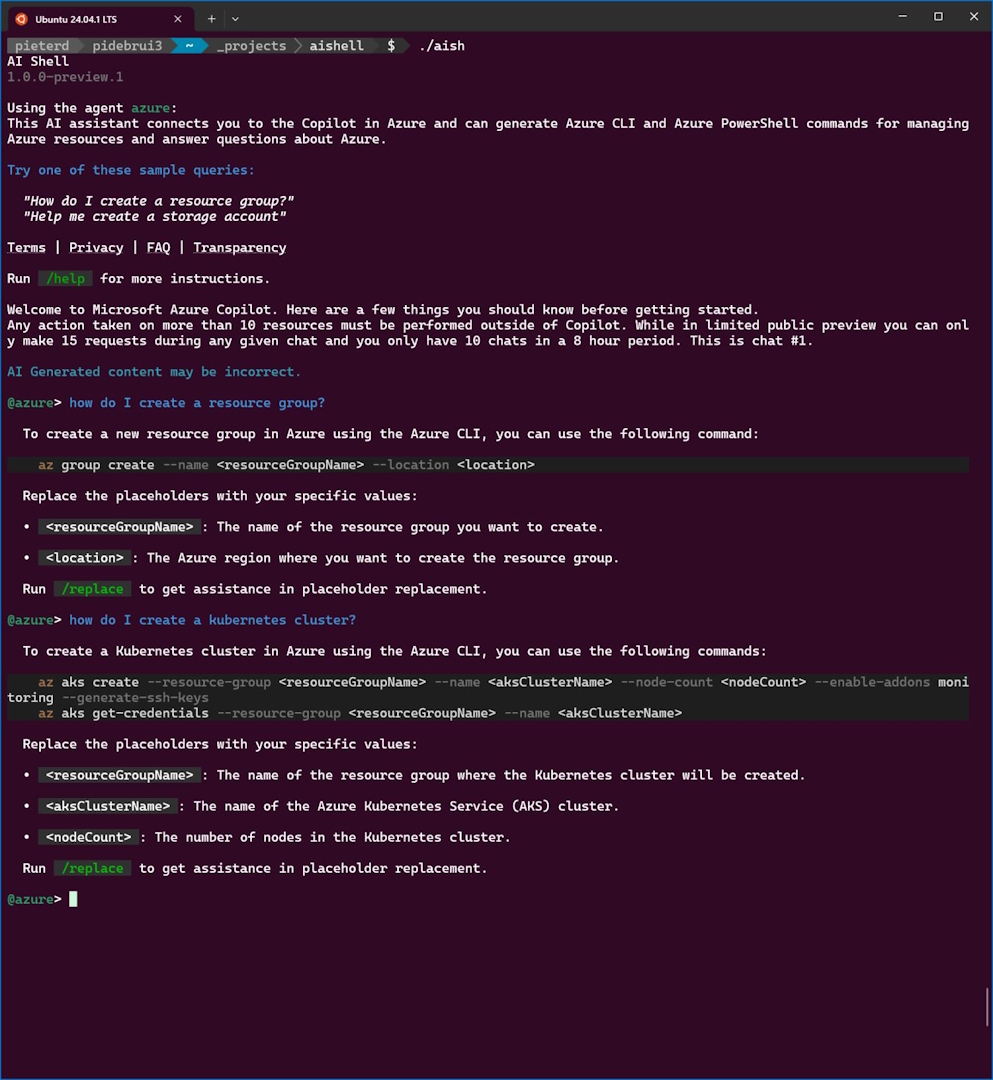 Ubuntu 24.04.1 LTS
pieterd pidebrui3 ~ _projects aishell $ ./aish
AI Shell
1.0.0-preview.1
Using the agent azure:
This AI assistant connects you to the Copilot in Azure and can generate Azure CLI and Azure PowerShell commands for managing
Azure resources and answer questions about Azure.
Try one of these sample queries:
"How do I create a resource group?"
"Help me create a storage account"
Terms | Privacy | FAQ | Transparency
Run /help for more instructions.
Welcome to Microsoft Azure Copilot. Here are a few things you should know before getting started.
Any action taken on more than 10 resources must be performed outside of Copilot. While in limited public preview you can onl
y make 15 requests during any given chat and you only have 10 chats in a 8 hour period. This is chat #1.
AI Generated content may be incorrect.
@azure> how do I create a resource group?
To create a new resource group in Azure using the Azure CLI, you can use the following command:
az group create --name <resourceGroupName> --location <location>
Replace the placeholders with your specific values:
• <resourceGroupName> : The name of the resource group you want to create.
• <location> : The Azure region where you want to create the resource group.
Run /replace to get assistance in placeholder replacement.
@azure> how do I create a kubernetes cluster?
To create a Kubernetes cluster in Azure using the Azure CLI, you can use the following commands:
az aks create --resource-group <resourceGroupName> --name <aksClusterName> --node-count <nodeCount> --enable-addons moni
toring --generate-ssh-keys
az aks get-credentials --resource-group <resourceGroupName> --name <aksClusterName>
Replace the placeholders with your specific values:
• <resourceGroupName> : The name of the resource group where the Kubernetes cluster will be created.
• <aksClusterName> : The name of the Azure Kubernetes Service (AKS) cluster.
• <nodeCount> : The number of nodes in the Kubernetes cluster.
Run /replace to get assistance in placeholder replacement.
@azure>